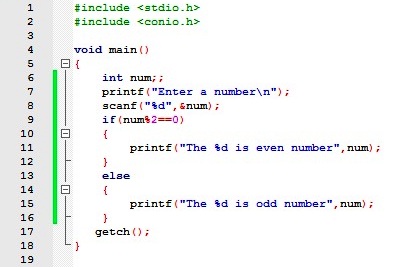 1 #include <stdio.h>
2 #include <conio.h>
3
4 void main()
5 {
6 int num;;
7 printf("Enter a number\n");
8 scanf("%d",&num);
9 if(num%2==0)
10 {
11 printf("The %d is even number",num);
12 }
13 else
14 {
15 printf("The %d is odd number",num);
16 }
17 getch();
18 }
19